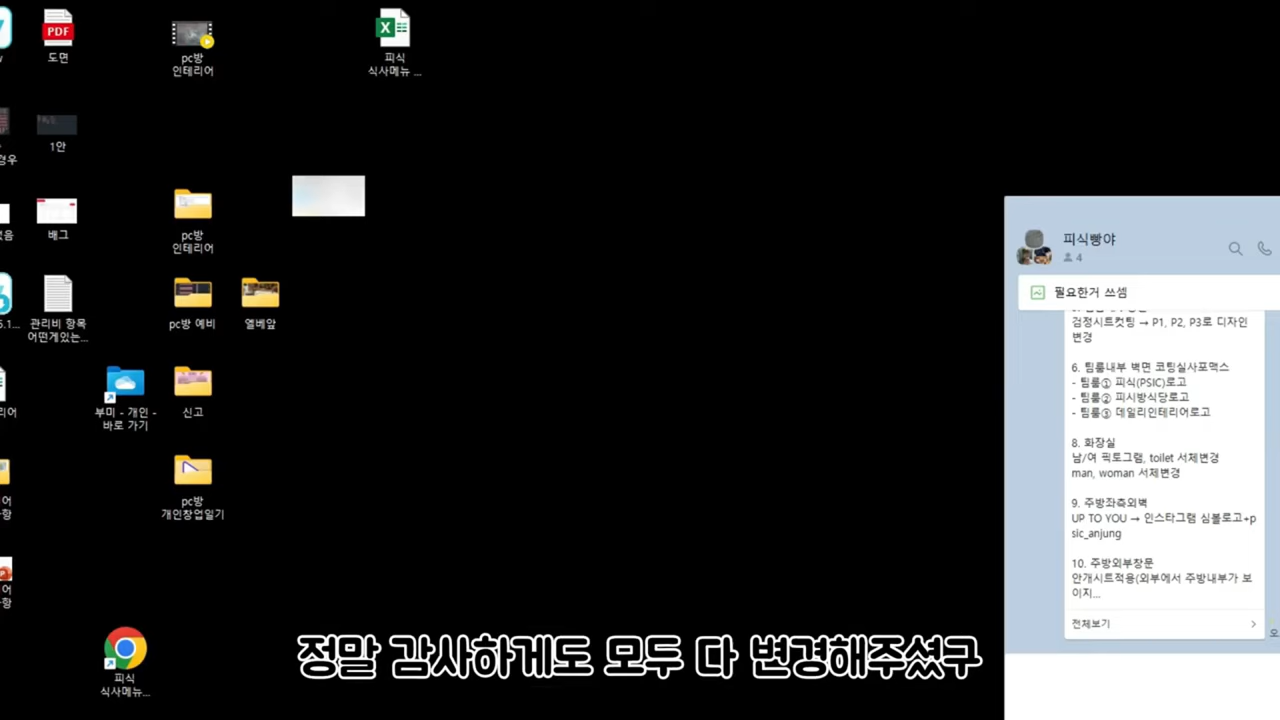 PDF
도면
pc방
인테리어
피식
식사메뉴 ...
1안
경우
배그
없음
pc방
인테리어
관리비 항목
어떤게있는...
pc방 예비
엘베앞
부미 - 개인 -
바로 가기
신고
리어
pc방
개인창업일기
피식
식사메뉴...
피식빵야
4
필요한거 쓰셈
검정시트컷팅 → P1, P2, P3로 디자인
변경
6. 팀룸내부 벽면 코팅실사포맥스
- 팀룸① 피식(PSIC)로고
- 팀룸② 피시방식당로고
- 팀룸③ 데일리인테리어로고
8. 화장실
남/여 픽토그램, toilet 서체변경
man, woman 서체변경
9. 주방좌측외벽
UP TO YOU → 인스타그램 심볼로고+p
sic_anjung
10. 주방외부창문
안개시트적용(외부에서 주방내부가 보
이지...
전체보기
정말 감사하게도 모두 다 변경해주셨구